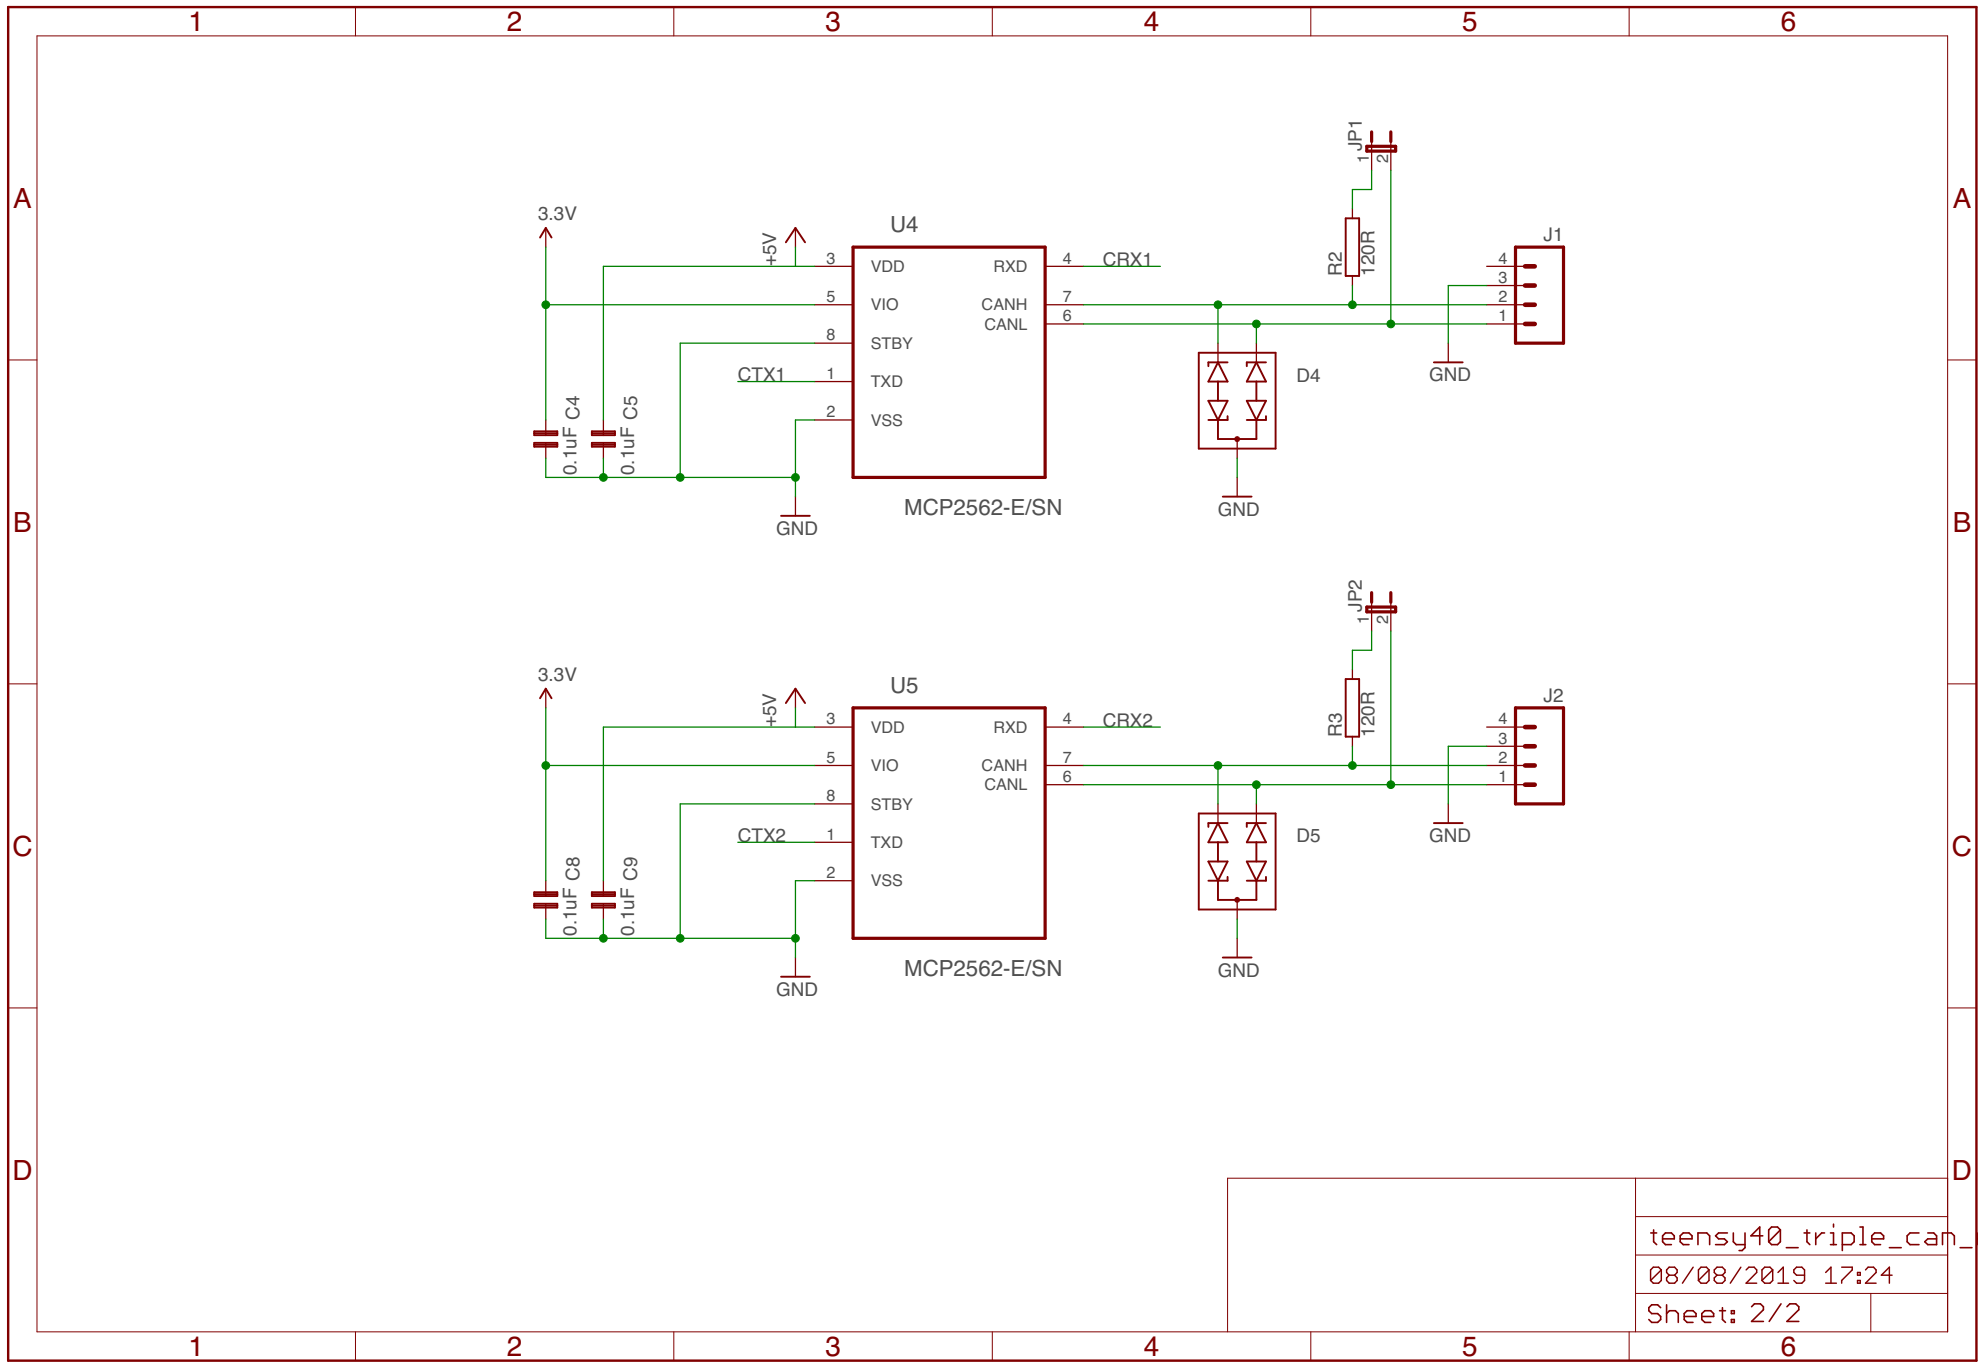 1 2 3 4 5 6
A A
JP1
1 2
3.3V
U4
+5V
R2
120R
J1
3 VDD RXD 4 CRX1
4
3
5 VIO CANH 7
2
CANL 6
1
8 STBY
GND
CTX1 1 TXD
D4
C4 0.1uF
C5 0.1uF
2 VSS
GND
MCP2562-E/SN
GND
B B
JP2
1 2
3.3V
U5
+5V
R3
120R
J2
3 VDD RXD 4 CRX2
4
3
5 VIO CANH 7
2
CANL 6
1
8 STBY
GND
CTX2 1 TXD
D5
C C
C8 0.1uF
C9 0.1uF
2 VSS
GND
MCP2562-E/SN
GND
D D
teensy40_triple_can_
08/08/2019 17:24
Sheet: 2/2
1 2 3 4 5 6